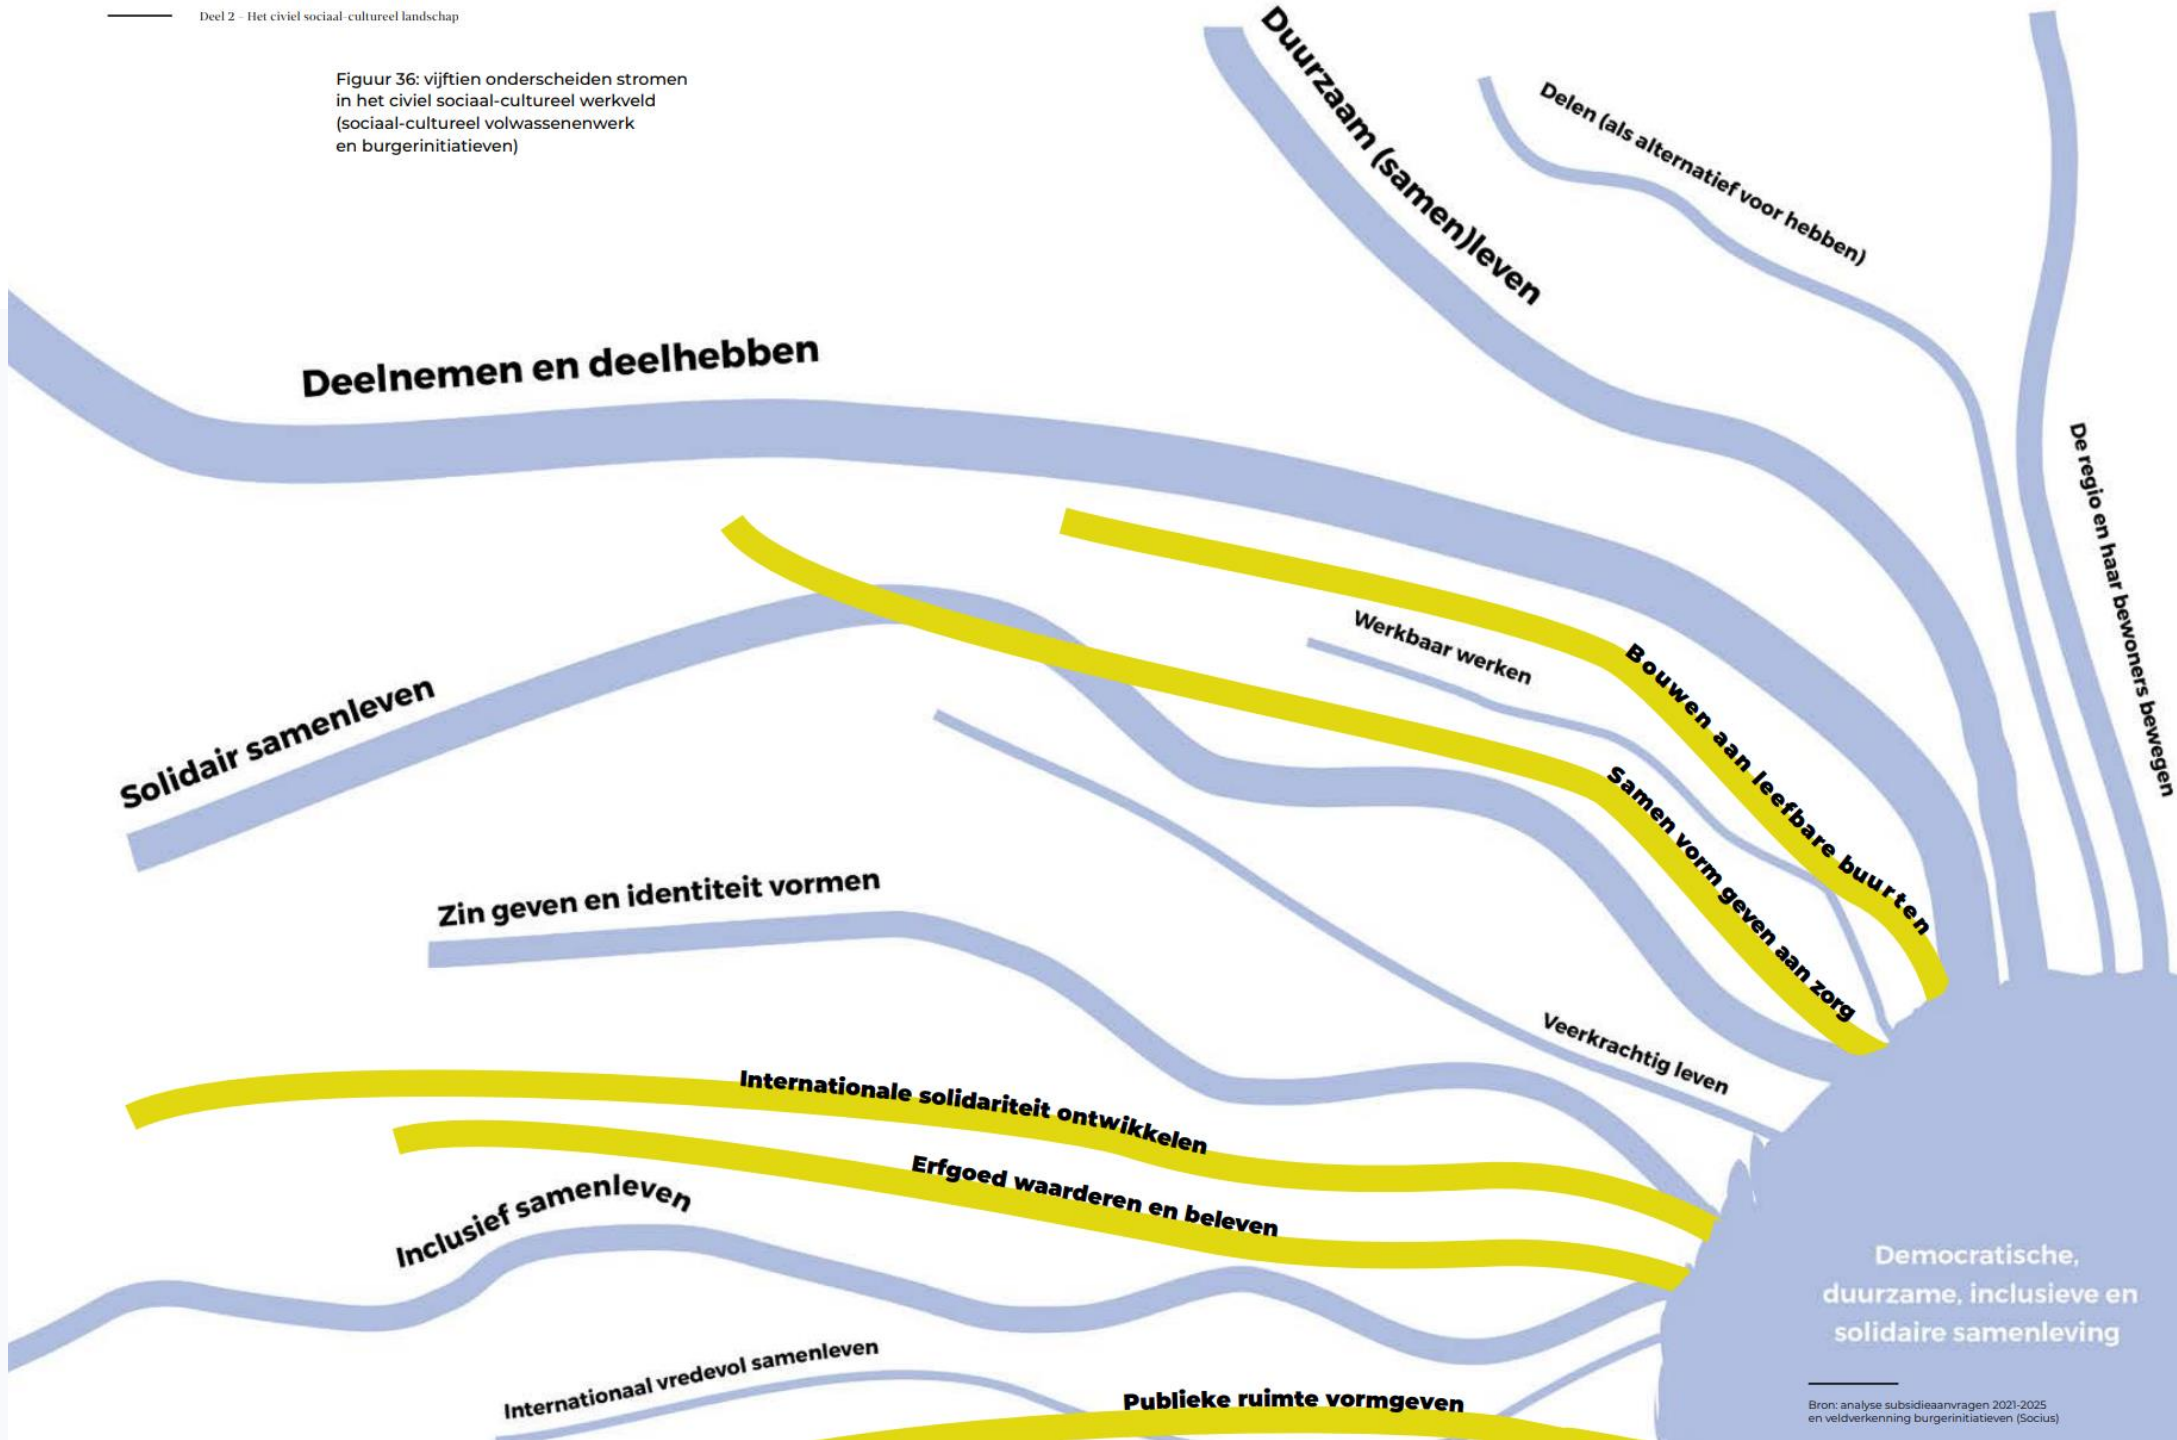 Deel 2 - Het civiel sociaal-cultureel landschap
Figuur 36: vijftien onderscheiden stromen
in het civiel sociaal-cultureel werkveld
(sociaal-cultureel volwassenenwerk
en burgerinitiatieven)
Duurzaam (samen)leven
Delen (als alternatief voor hebben)
De regio en haar bewoners bewegen
Deelnemen en deelhebben
Werkbaar werken
Bouwen aan leefbare buurten
Samen vorm geven aan zorg
Solidair samenleven
Zin geven en identiteit vormen
Veerkrachtig leven
Internationale solidariteit ontwikkelen
Erfgoed waarderen en beleven
Inclusief samenleven
Internationaal vredevol samenleven
Publieke ruimte vormgeven
Democratische,
duurzame, inclusieve en
solidaire samenleving
Bron: analyse subsidieaanvragen 2021-2025
en veldverkenning burgerinitiatieven (Socius)